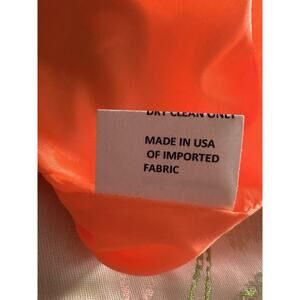 DRY CLEAN ONLY
MADE IN USA
OF IMPORTED
FABRIC